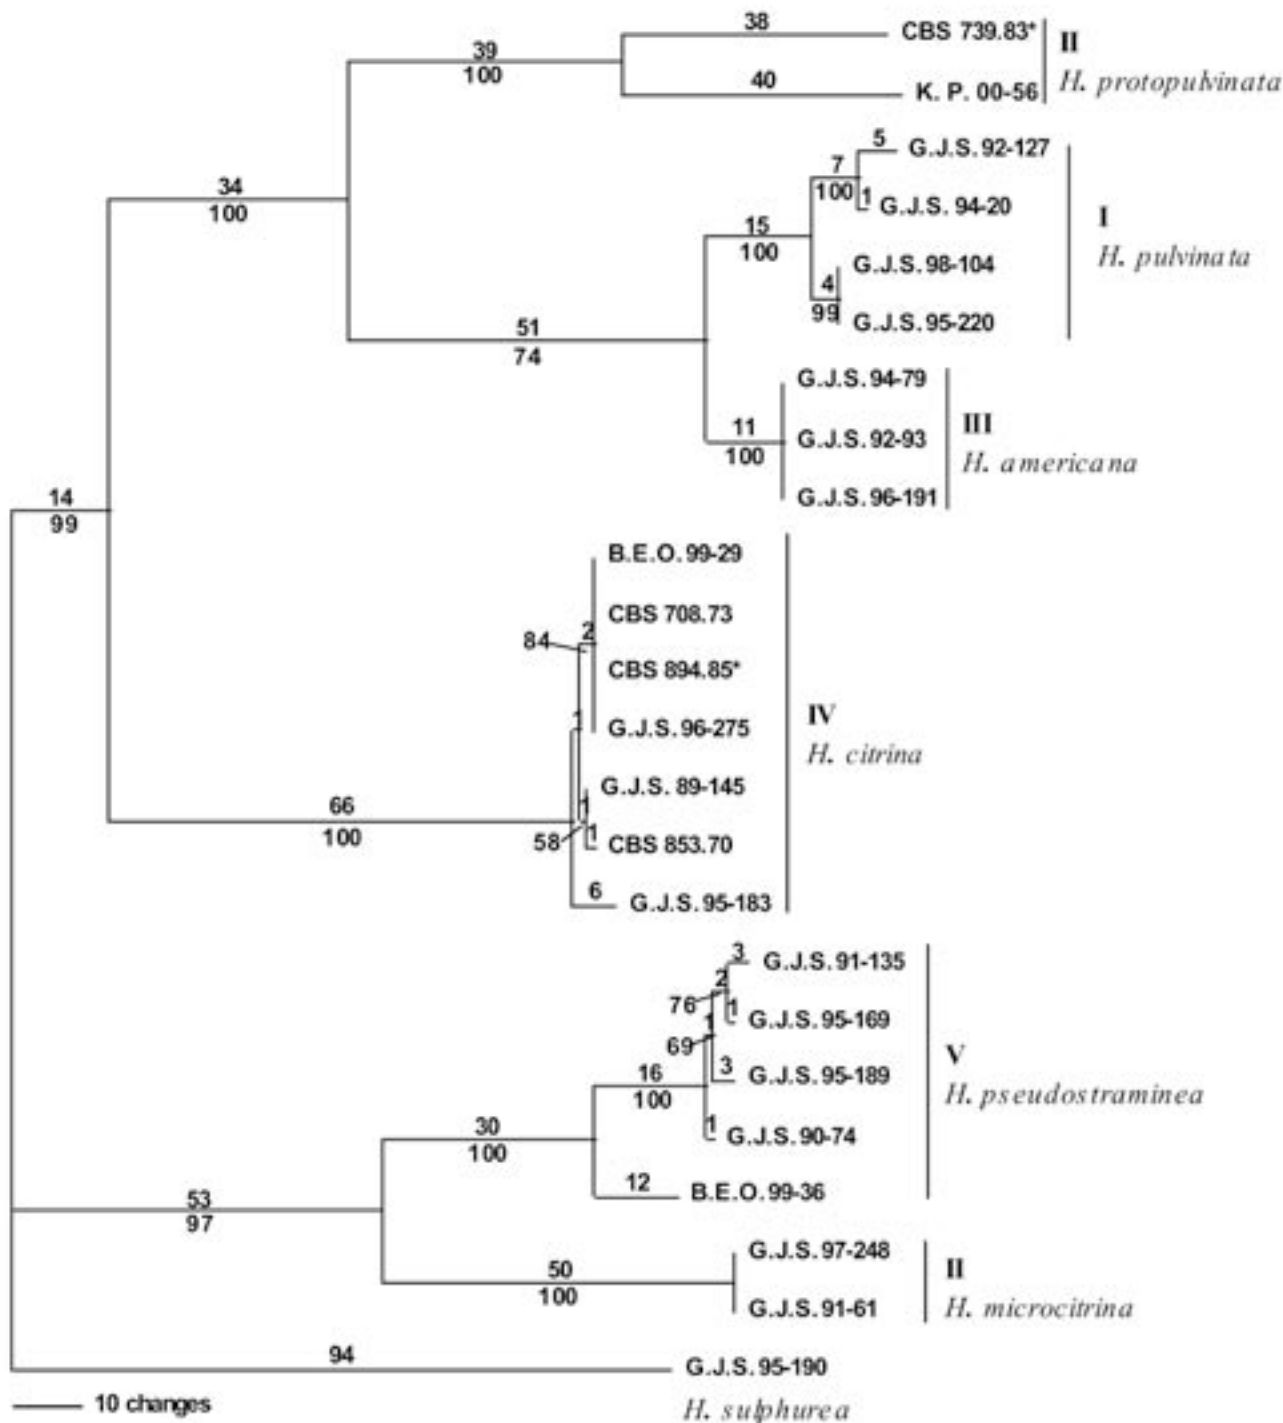 38
CBS 739.83*
II
39
100
H. protopulvinata
40
K. P. 00-56
5
G.J.S. 92-127
7
100
1
G.J.S. 94-20
34
100
I
15
100
H. pulvinata
G.J.S. 98-104
4
99
G.J.S. 95-220
51
74
G.J.S. 94-79
III
11
100
G.J.S. 92-93
H. americana
G.J.S. 96-191
14
99
B.E.O. 99-29
CBS 708.73
2
84
CBS 894.85*
IV
1
G.J.S. 96-275
H. citrina
G.J.S. 89-145
66
100
1
58
1
CBS 853.70
6
G.J.S. 95-183
3
G.J.S. 91-135
2
76
1
G.J.S. 95-169
1
69
V
3
G.J.S. 95-189
16
100
H. pseudostraminea
30
100
1
G.J.S. 90-74
12
B.E.O. 99-36
53
97
G.J.S. 97-248
II
50
100
G.J.S. 91-61
H. microcitrina
94
G.J.S. 95-190
10 changes
H. sulphurea